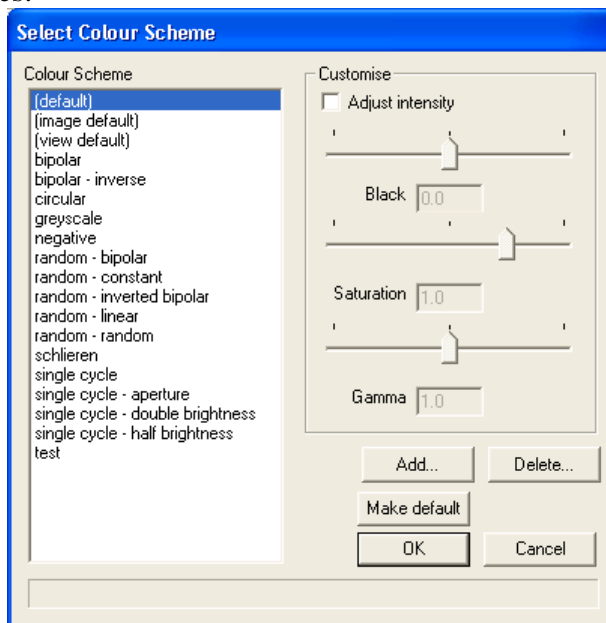 Select Colour Scheme
Colour Scheme
(default)
(image default)
(view default)
bipolar
bipolar - inverse
circular
greyscale
negative
random - bipolar
random - constant
random - inverted bipolar
random - linear
random - random
schlieren
single cycle
single cycle - aperture
single cycle - double brightness
single cycle - half brightness
test
Customise
Adjust intensity
Black 0.0
Saturation 1.0
Gamma 1.0
Add... Delete...
Make default
OK Cancel